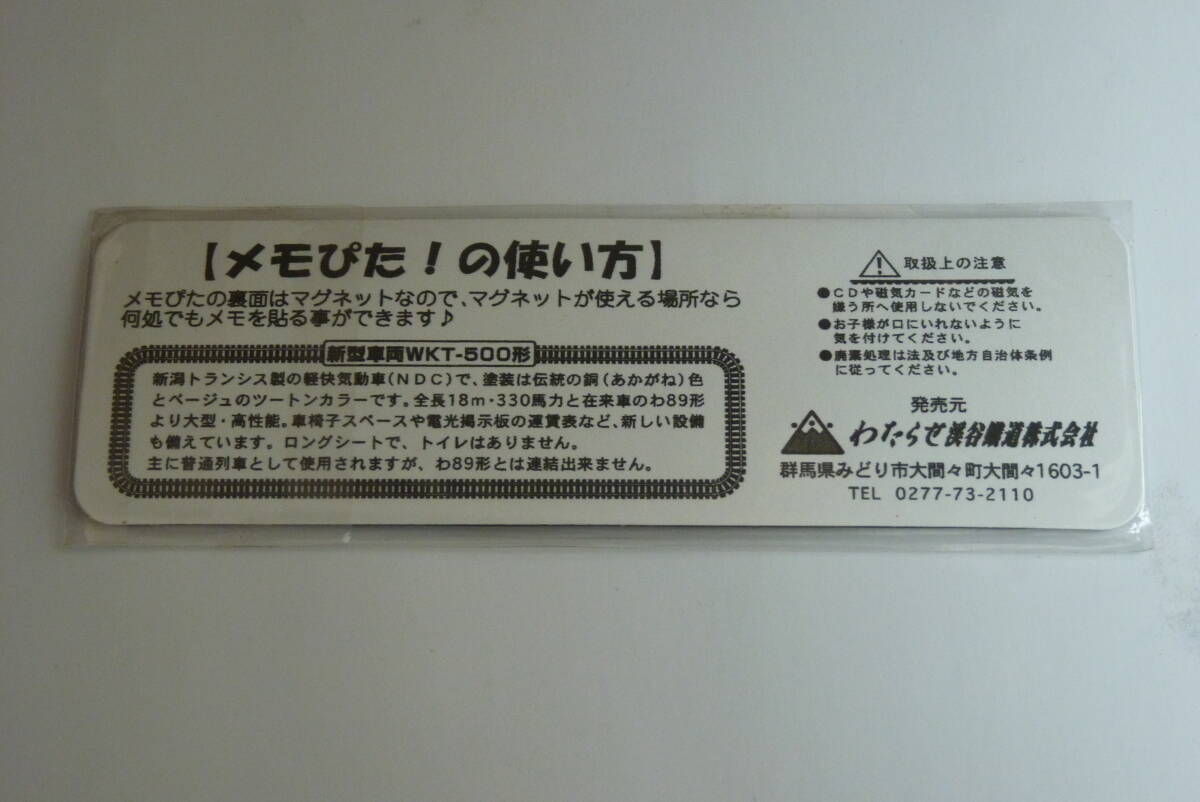 【メモぴた！の使い方】
メモぴたの裏面はマグネットなので、マグネットが使える場所なら
何処でもメモを貼る事ができます♪
新型車両WKT-500形
新潟トランシス製の軽快気動車(NDC)で、塗装は伝統の銅(あかがね)色
とベージュのツートンカラーです。全長18m・330馬力と在来車のわ89形
より大型・高性能。車椅子スペースや電光掲示板の運賃表など、新しい設備
も備えています。ロングシートで、トイレはありません。
主に普通列車として使用されますが、わ89形とは連結出来ません。
取扱上の注意
●CDや磁気カードなどの磁気を
嫌う所へ使用しないでください。
●お子様が口にいれないように
気を付けてください。
●廃棄処理は法及び地方自治体条例
に従ってください。
発売元
わたらせ渓谷鐵道株式会社
群馬県みどり市大間々町大間々1603-1
TEL 0277-73-2110